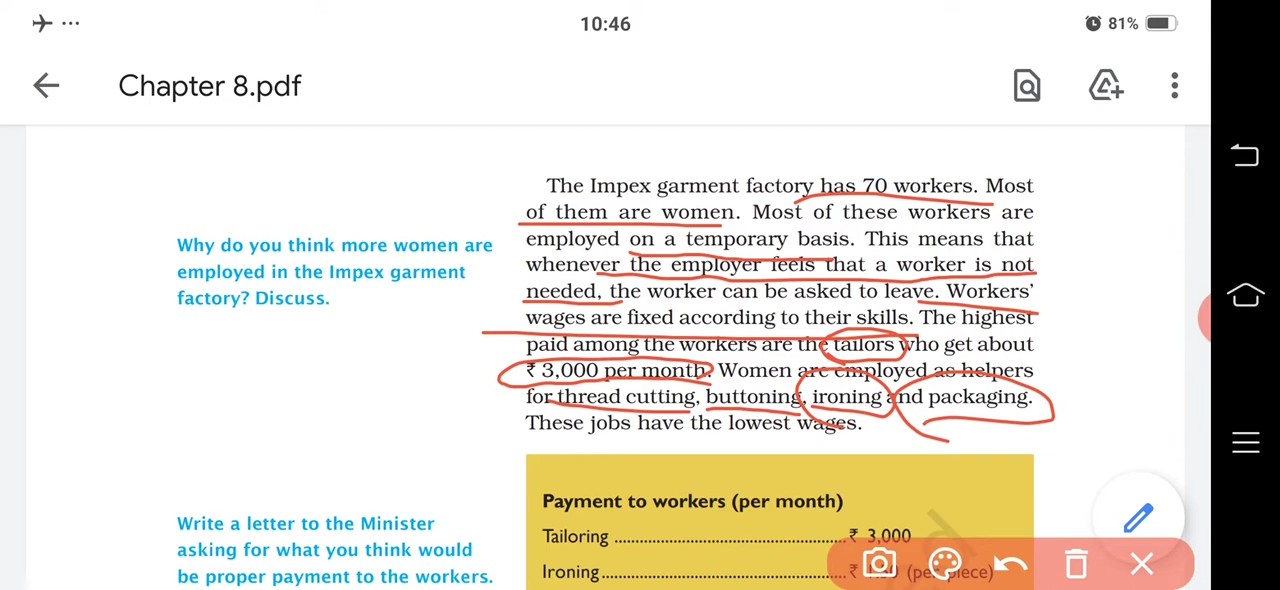 10:46
81%
Chapter 8.pdf
The Impex garment factory has 70 workers. Most
of them are women. Most of these workers are
employed on a temporary basis. This means that
whenever the employer feels that a worker is not
needed, the worker can be asked to leave. Workers'
wages are fixed according to their skills. The highest
paid among the workers are the tailors who get about
₹ 3,000 per month. Women are employed as helpers
for thread cutting, buttoning, ironing and packaging.
These jobs have the lowest wages.
Why do you think more women are
employed in the Impex garment
factory? Discuss.
Write a letter to the Minister
asking for what you think would
be proper payment to the workers.
Payment to workers (per month)
Tailoring ........................................ ₹ 3,000
Ironing ........................................ ₹ (per piece)